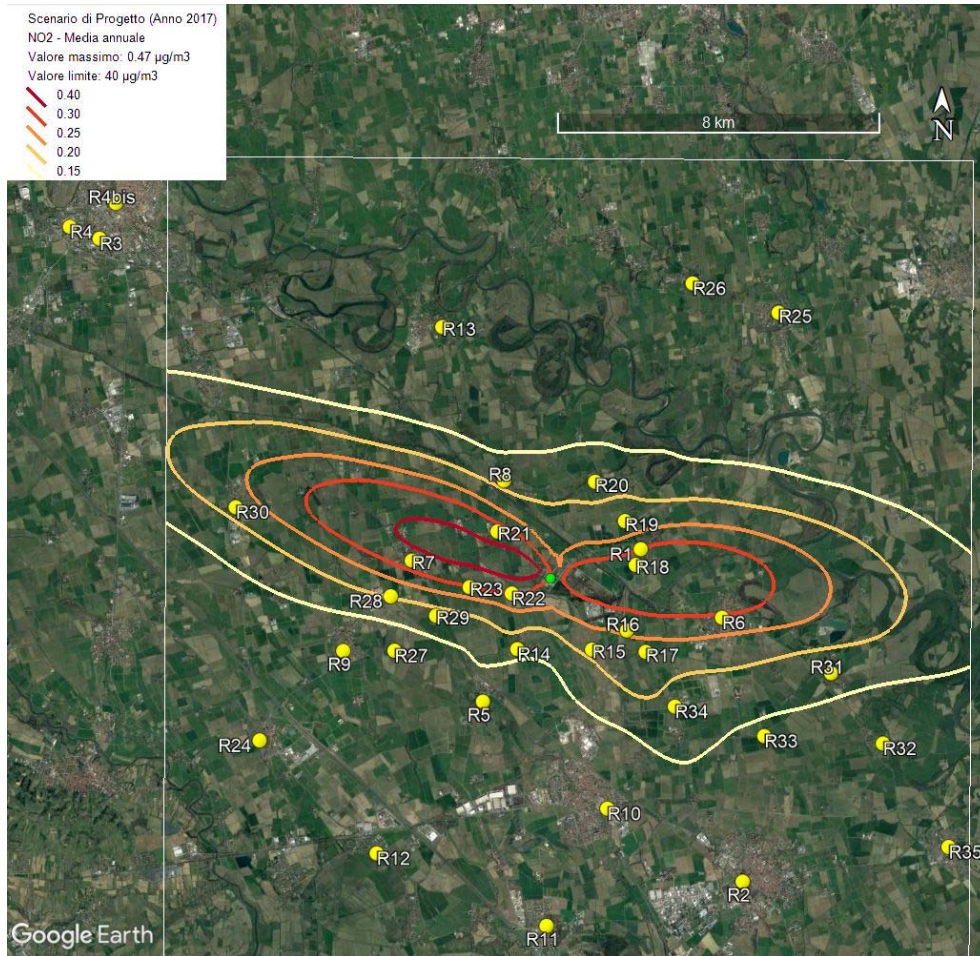 Scenario di Progetto (Anno 2017)
NO2 - Media annuale
Valore massimo: 0.47 µg/m3
Valore limite: 40 µg/m3
0.40
0.30
0.25
0.20
0.15
8 km
N
R4bis
R4
R3
R26
R25
R13
R8
R20
R30
R19
R21
R1
R7
R18
R23
R22
R28
R29
R16
R6
R9
R27
R14
R15
R17
R31
R5
R34
R24
R33
R32
R10
R12
R35
R2
R11
Google Earth